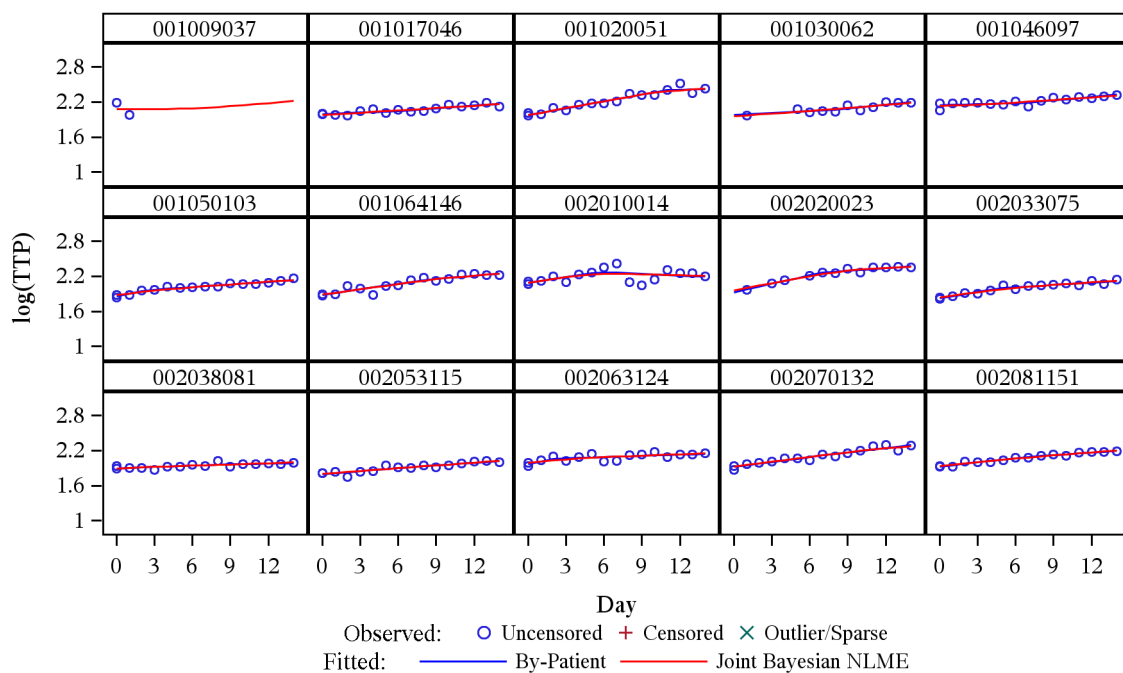 001009037 001017046 001020051 001030062 001046097
2.8
2.2
1.6
1
001050103 001064146 002010014 002020023 002033075
2.8
2.2
1.6
1
log(TTP)
002038081 002053115 002063124 002070132 002081151
2.8
2.2
1.6
1
0 3 6 9 12 0 3 6 9 12 0 3 6 9 12 0 3 6 9 12 0 3 6 9 12
Day
Observed: Uncensored Censored Outlier/Sparse
Fitted: By-Patient Joint Bayesian NLME